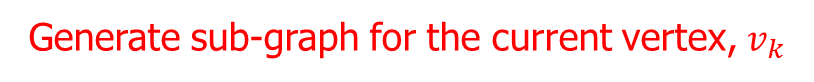 Generate sub-graph for the current vertex, $v_k$